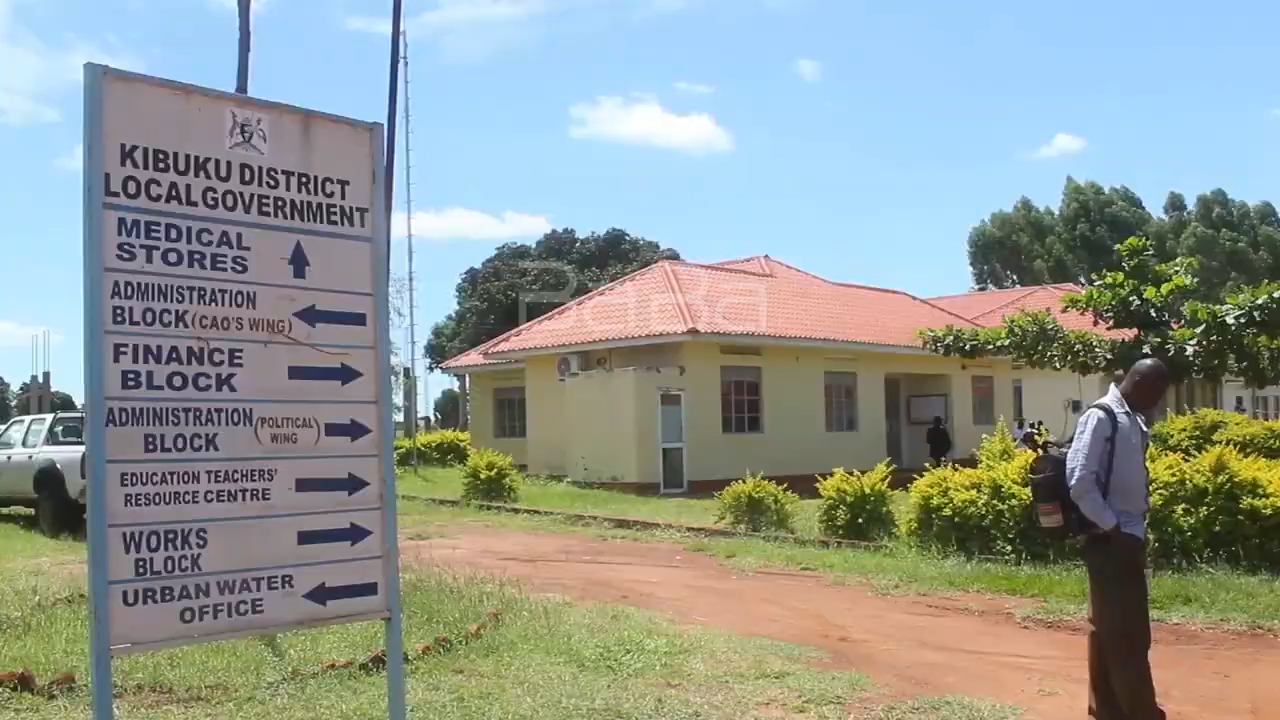 KIBUKU DISTRICT
LOCAL GOVERNMENT
MEDICAL
STORES
ADMINISTRATION
BLOCK (CAO'S WING)
FINANCE
BLOCK
ADMINISTRATION (POLITICAL
BLOCK WING)
EDUCATION TEACHERS'
RESOURCE CENTRE
WORKS
BLOCK
URBAN WATER
OFFICE